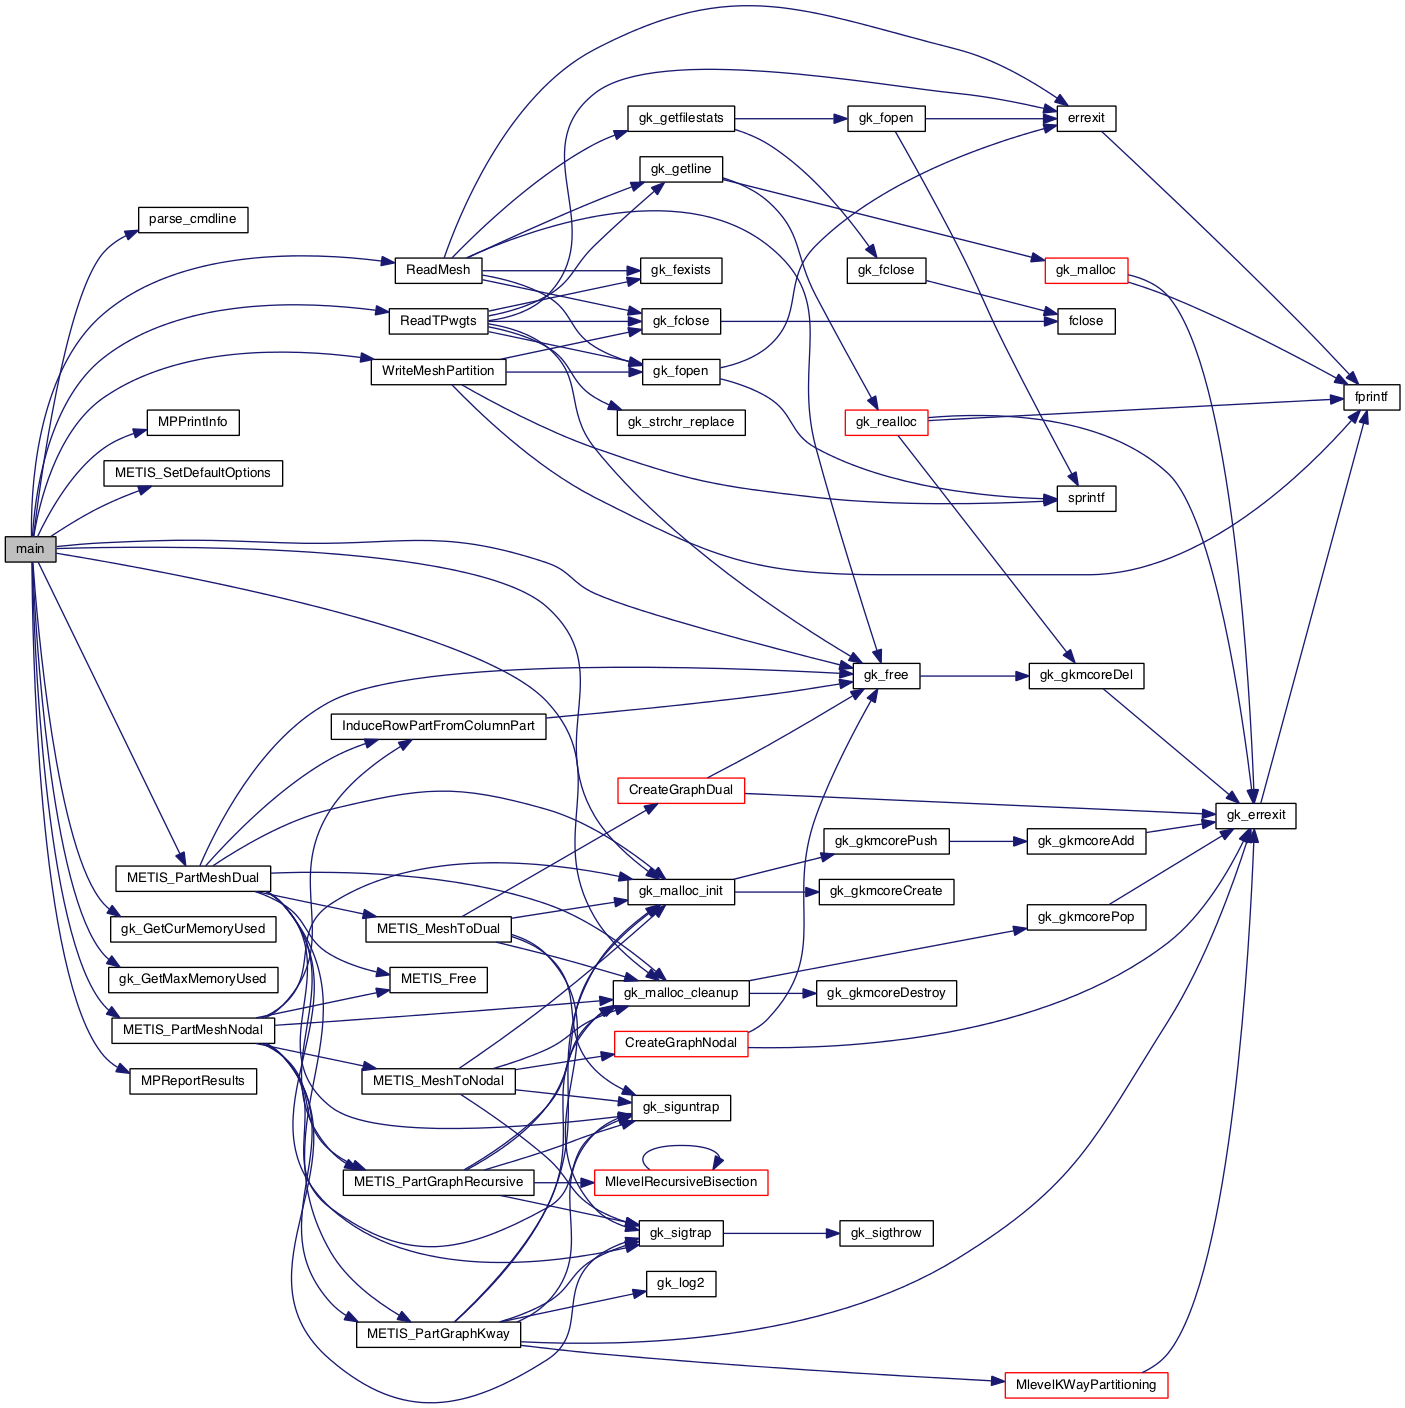 errexit
gk_getfilestats
gk_fopen
gk_getline
parse_cmdline
ReadMesh
gk_fexists
gk_fclose
gk_malloc
ReadTPwgts
gk_fclose
fclose
WriteMeshPartition
gk_fopen
fprintf
MPPrintInfo
gk_strchr_replace
gk_realloc
METIS_SetDefaultOptions
sprintf
main
gk_free
gk_gkmcoreDel
InduceRowPartFromColumnPart
CreateGraphDual
gk_errexit
gk_gkmcorePush
gk_gkmcoreAdd
METIS_PartMeshDual
gk_malloc_init
gk_gkmcoreCreate
gk_GetCurMemoryUsed
METIS_MeshToDual
gk_gkmcorePop
gk_GetMaxMemoryUsed
METIS_Free
gk_malloc_cleanup
gk_gkmcoreDestroy
METIS_PartMeshNodal
CreateGraphNodal
MPReportResults
METIS_MeshToNodal
gk_siguntrap
METIS_PartGraphRecursive
MlevelRecursiveBisection
gk_sigtrap
gk_sigthrow
gk_log2
METIS_PartGraphKway
MlevelKWayPartitioning